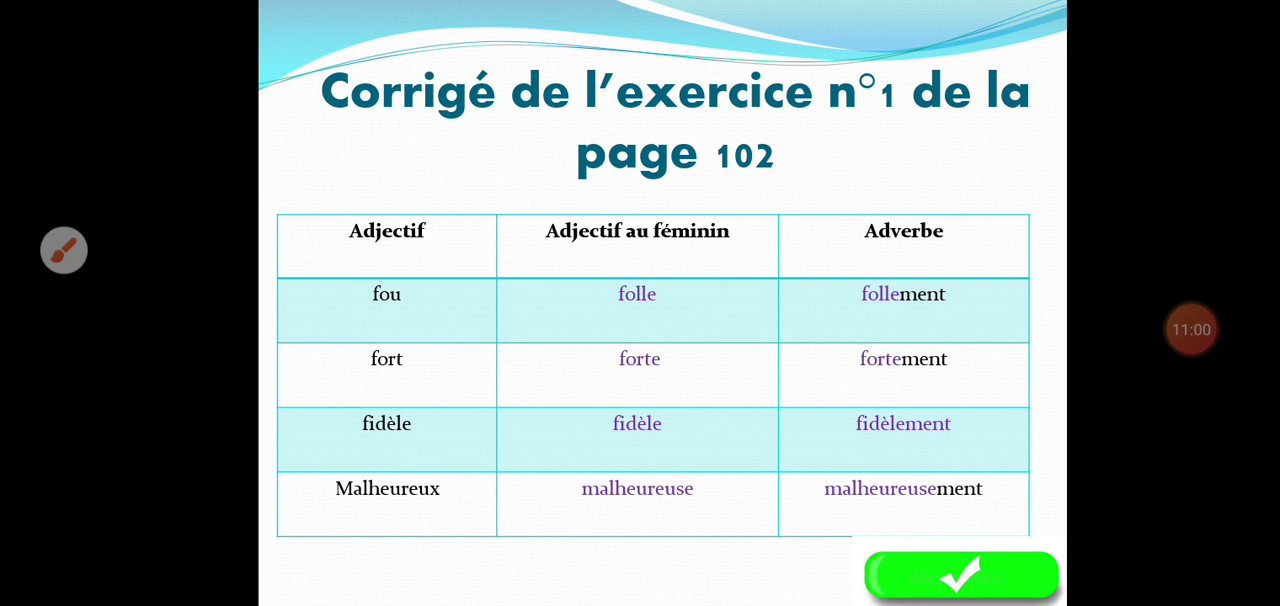 Corrigé de l’exercice n°1 de la
page 102
Adjectif Adjectif au féminin Adverbe
fou folle follement
fort forte fortement
fidèle fidèle fidèlement
Malheureux malheureuse malheureusement
11:00